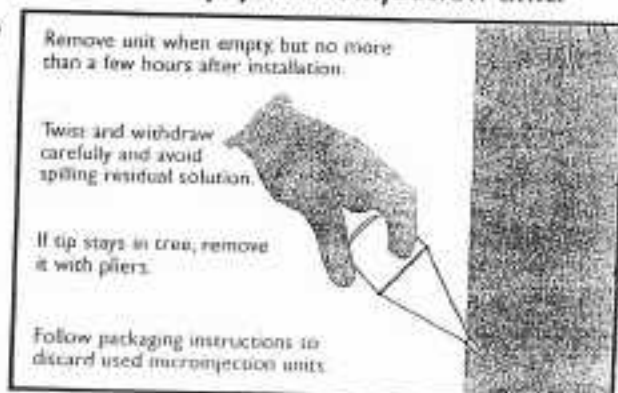 Remove unit when empty, but no more
than a few hours after installation.
Twist and withdraw
carefully and avoid
spilling residual solution.
If tip stays in tree, remove
it with pliers.
Follow packaging instructions to
discard used microinjection units